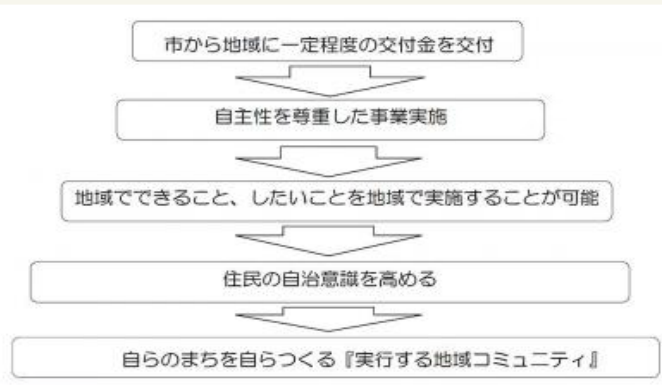 市から地域に一定程度の交付金を交付
自主性を尊重した事業実施
地域でできること、したいことを地域で実施することが可能
住民の自治意識を高める
自らのまちを自らつくる『実行する地域コミュニティ』